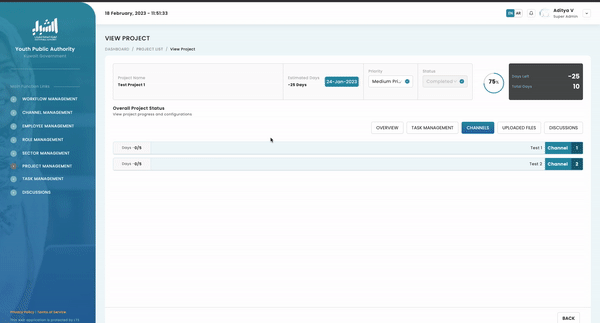 18 February, 2023 - 11:51:33
EN AR
Aditya V
Super Admin
Youth Public Authority
Kuwait Government
WORKFLOW MANAGEMENT
CHANNEL MANAGEMENT
EMPLOYEE MANAGEMENT
ROLE MANAGEMENT
SECTOR MANAGEMENT
PROJECT MANAGEMENT
TASK MANAGEMENT
DISCUSSIONS
Privacy Policy | Terms of Service
VIEW PROJECT
DASHBOARD / PROJECT LIST / View Project
Project Name
Test Project 1
Estimated Days
-25 Days
24-Jan-2023
Priority
Medium Pri...
Status
Completed
75%
Days Left
-25
Total Days
10
Overall Project Status
View project progress and configurations
OVERVIEW
TASK MANAGEMENT
CHANNELS
UPLOADED FILES
DISCUSSIONS
Days -0/5
Test 1
Channel 1
Days -0/5
Test 2
Channel 2
BACK